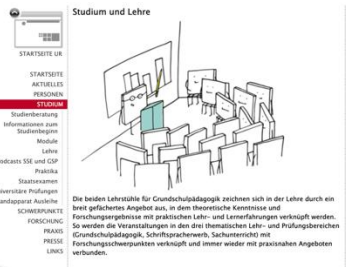 Studium und Lehre
STARTSEITE UR
STARTSEITE
AKTUELLES
PERSONEN
STUDIUM
Studienberatung
Informationen zum
Studienbeginn
Module
Lehre
Podcasts SSE und GSP
Praktika
Staatsexamen
Universitäre Prüfungen
Handapparat Ausleihe
SCHWERPUNKTE
FORSCHUNG
PRAXIS
PRESSE
LINKS
Die beiden Lehrstühle für Grundschulpädagogik zeichnen sich in der Lehre durch ein
breit gefächertes Angebot aus, in dem theoretische Kenntnisse und
Forschungsergebnisse mit praktischen Lehr- und Lernerfahrungen verknüpft werden.
So werden die Veranstaltungen in den drei thematischen Lehr- und Prüfungsbereichen
(Grundschulpädagogik, Schriftspracherwerb, Sachunterricht) mit
Forschungsschwerpunkten verknüpft und immer wieder mit praxisnahen Angeboten
verbunden.